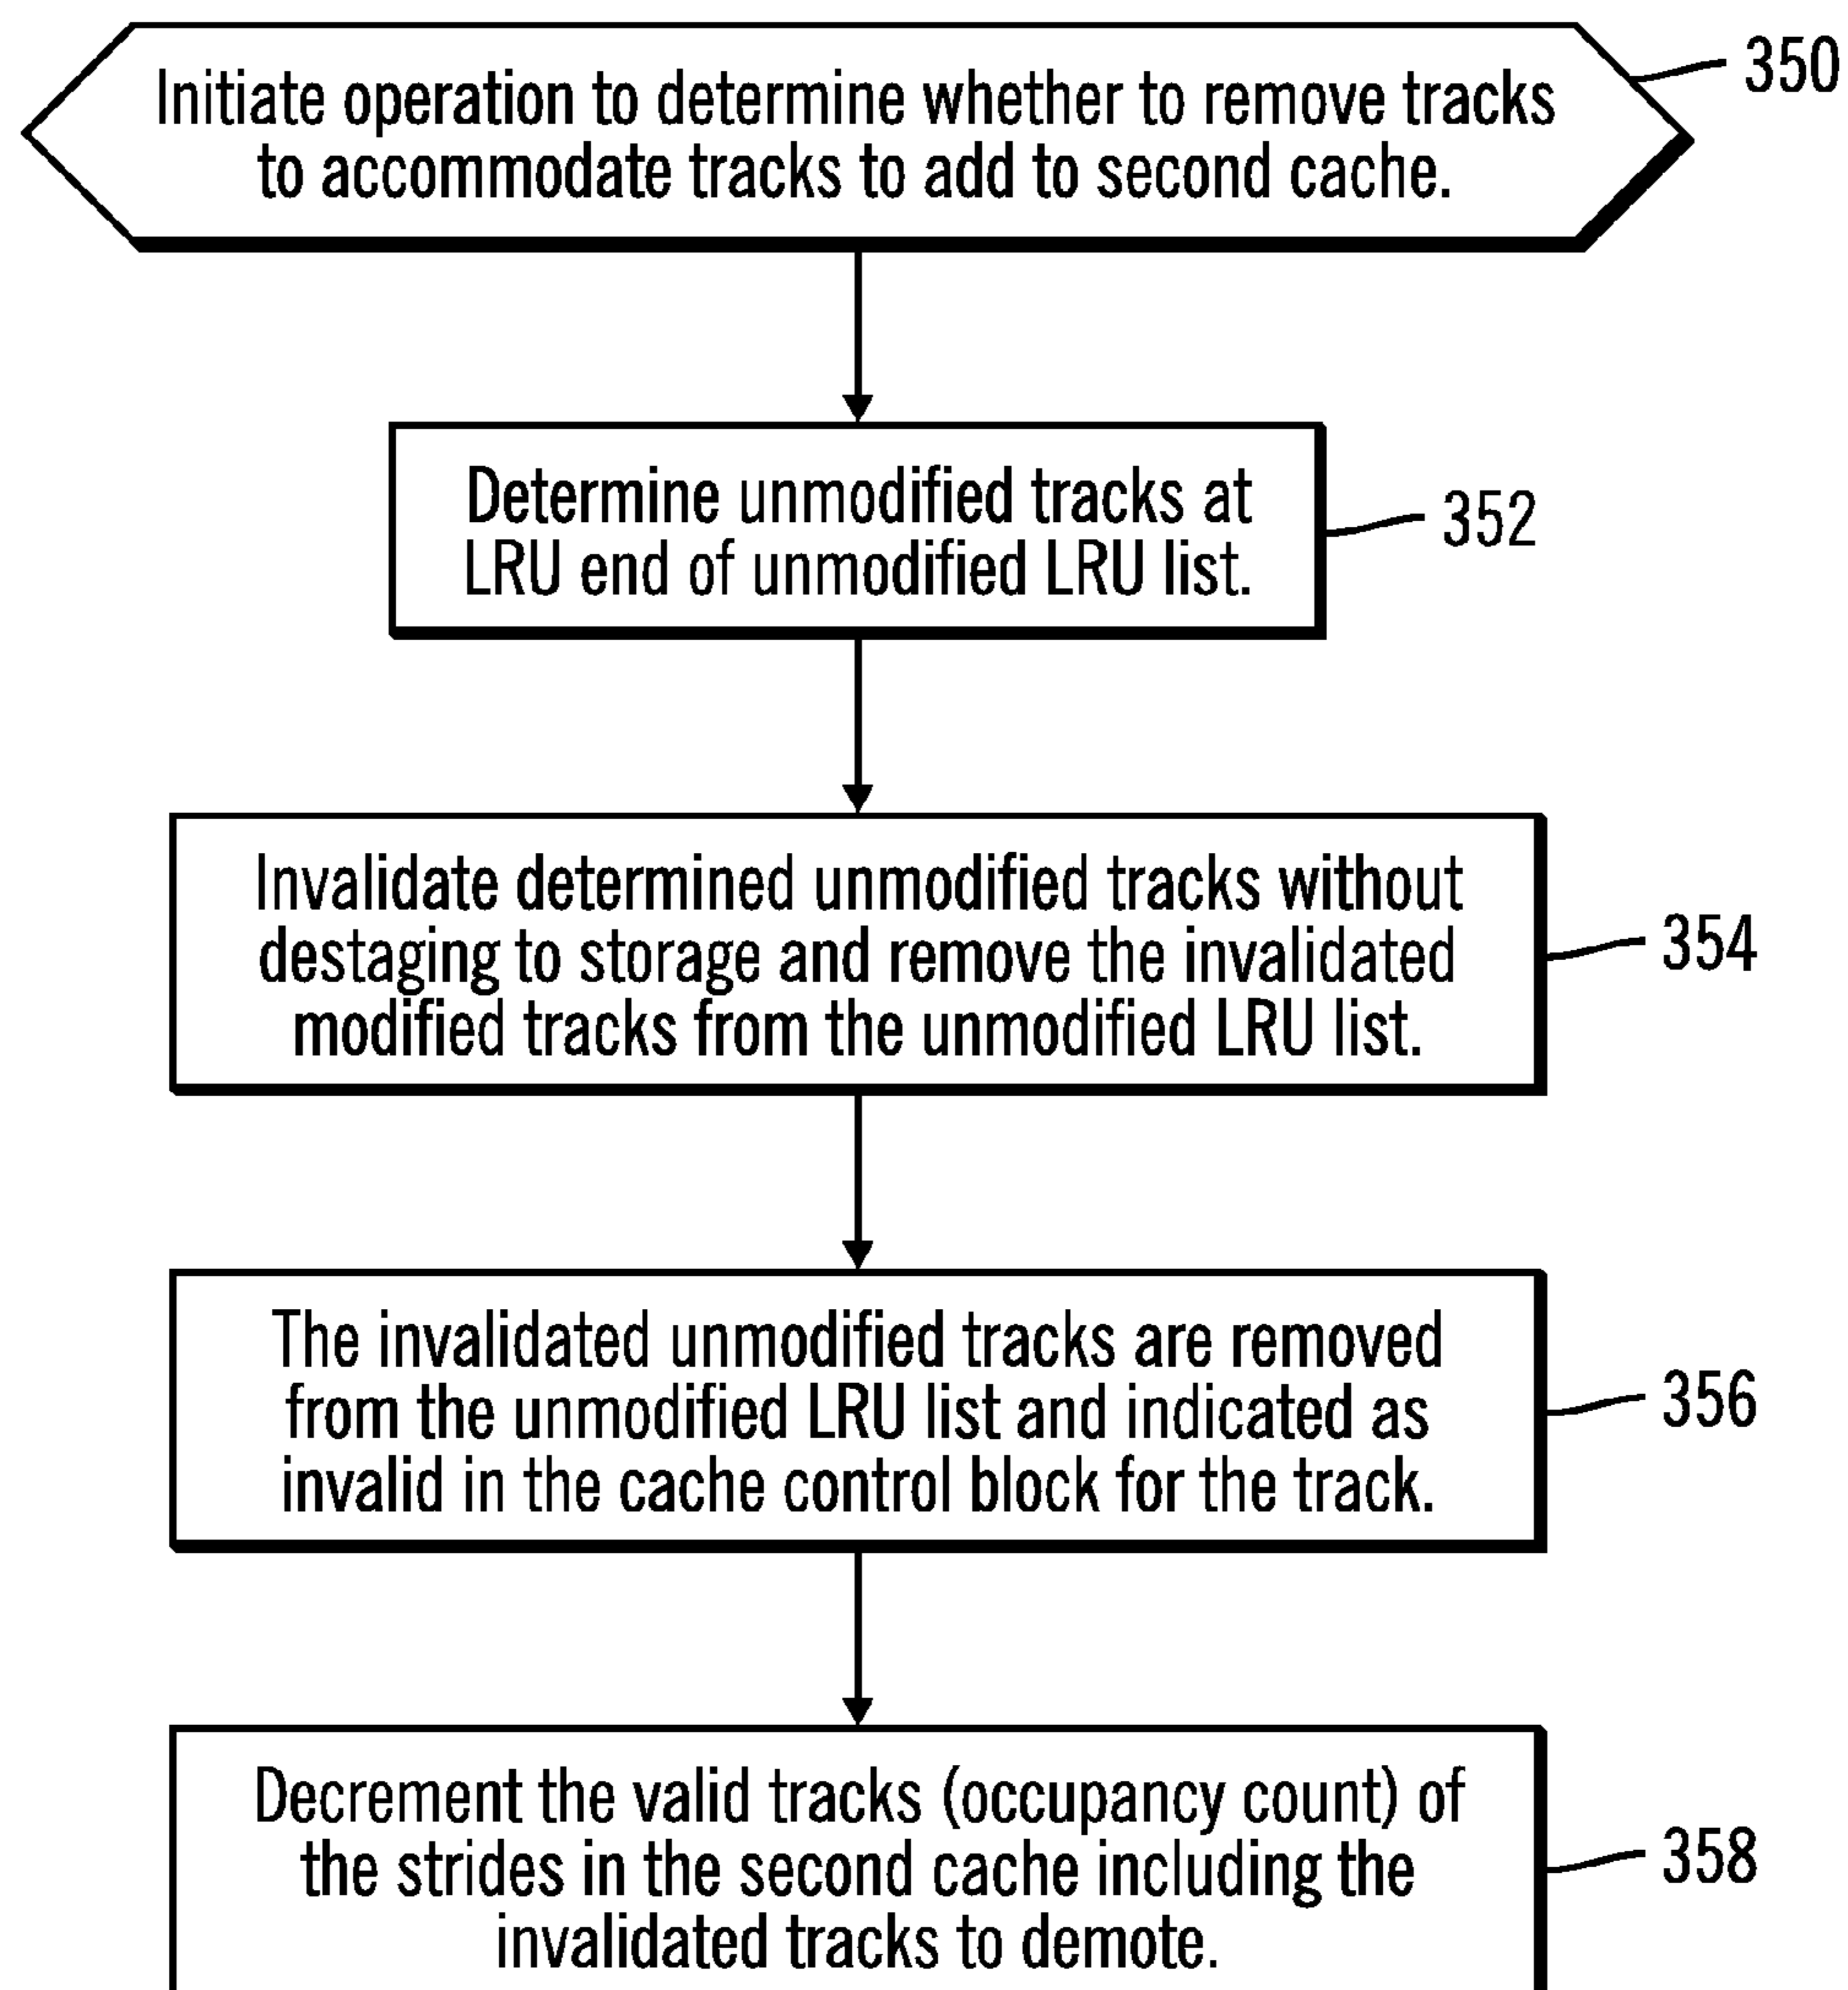 Initiate operation to determine whether to remove tracks
to accommodate tracks to add to second cache.
350
Determine unmodified tracks at
LRU end of unmodified LRU list.
352
Invalidate determined unmodified tracks without
destaging to storage and remove the invalidated
modified tracks from the unmodified LRU list.
354
The invalidated unmodified tracks are removed
from the unmodified LRU list and indicated as
invalid in the cache control block for the track.
356
Decrement the valid tracks (occupancy count) of
the strides in the second cache including the
invalidated tracks to demote.
358